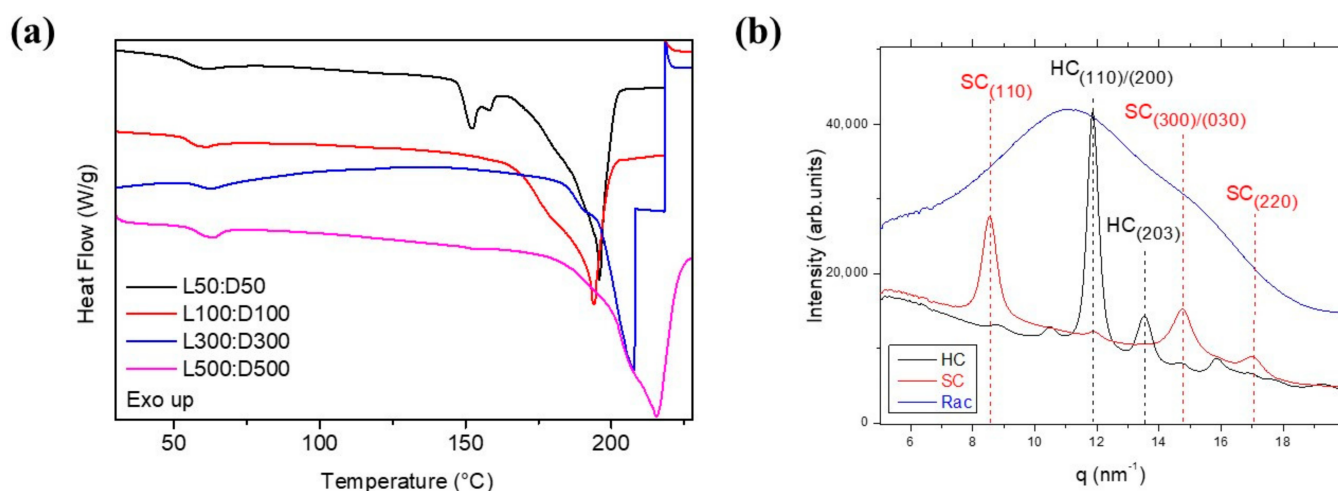 (a)
Heat Flow (W/g)
L50:D50
L100:D100
L300:D300
L500:D500
Exo up
50
100
150
200
Temperature (°C)
(b)
Intensity (arb.units)
40,000
20,000
0
SC(110)
HC(110)/(200)
SC(300)/(030)
HC(203)
SC(220)
HC
SC
Rac
6
8
10
12
14
16
18
q (nm-1)